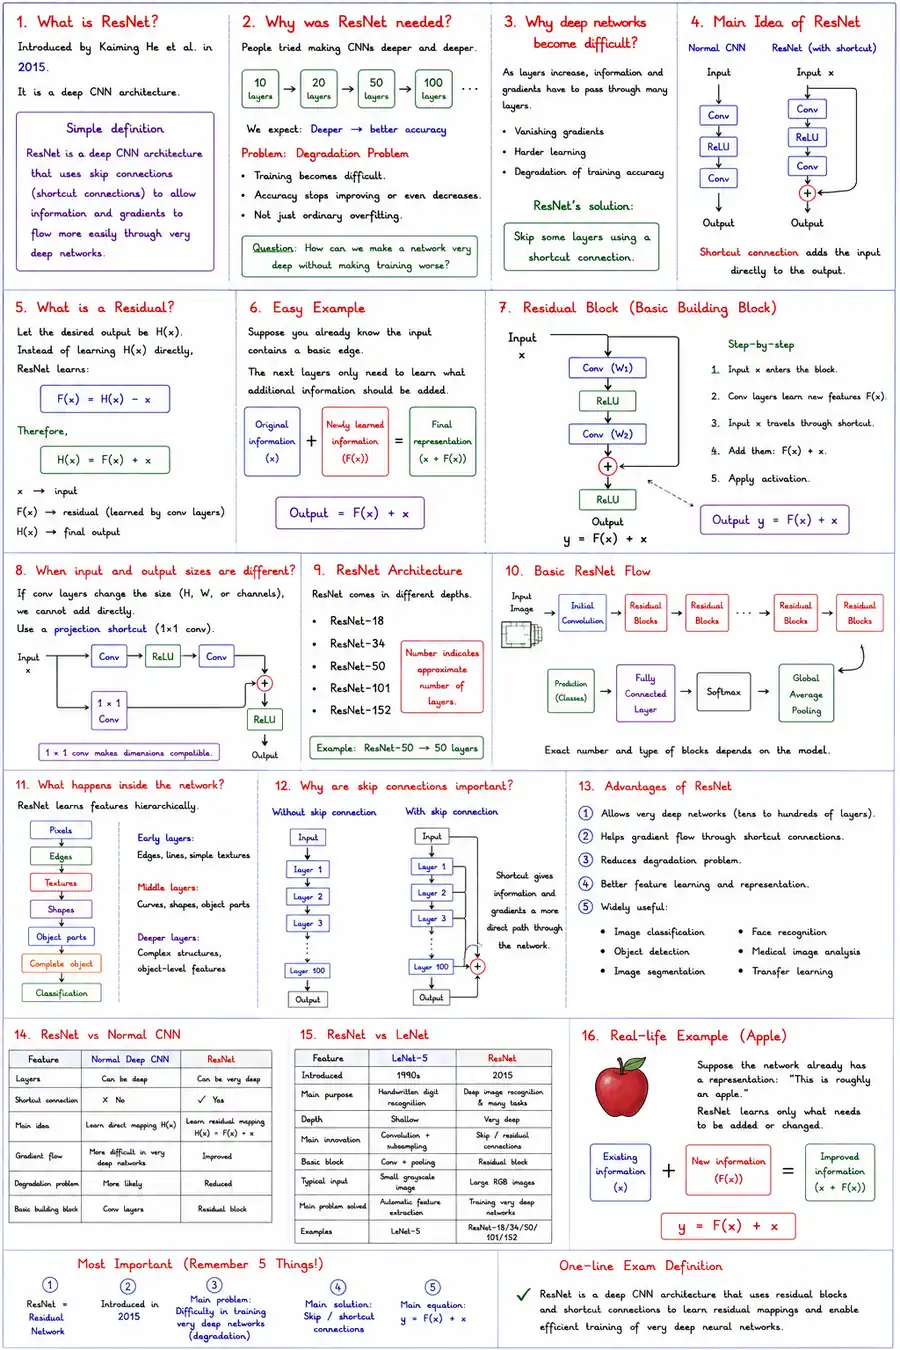 1. What is ResNet?
Introduced by Kaiming He et al. in
2015.
It is a deep CNN architecture.
Simple definition
ResNet is a deep CNN architecture
that uses skip connections
(shortcut connections) to allow
information and gradients to
flow more easily through very
deep networks.
2. Why was ResNet needed?
People tried making CNNs deeper and deeper.
10 layers → 20 layers → 50 layers → 100 layers ...
We expect: Deeper → better accuracy
Problem: Degradation Problem
• Training becomes difficult.
• Accuracy stops improving or even decreases.
• Not just ordinary overfitting.
Question: How can we make a network very
deep without making training worse?
3. Why deep networks
become difficult?
As layers increase, information and
gradients have to pass through many
layers.
• Vanishing gradients
• Harder learning
• Degradation of training accuracy
ResNet's solution:
Skip some layers using a
shortcut connection.
4. Main Idea of ResNet
Normal CNN
Input
Conv
ReLU
Conv
Output
ResNet (with shortcut)
Input x
Conv
ReLU
Conv
+
Output
Shortcut connection adds the input
directly to the output.
5. What is a Residual?
Let the desired output be H(x).
Instead of learning H(x) directly,
ResNet learns:
F(x) = H(x) - x
Therefore,
H(x) = F(x) + x
x → input
F(x) → residual (learned by conv layers)
H(x) → final output
6. Easy Example
Suppose you already know the input
contains a basic edge.
The next layers only need to learn what
additional information should be added.
Original
information
(x)
+
Newly learned
information
(F(x))
=
Final
representation
(x + F(x))
Output = F(x) + x
7. Residual Block (Basic Building Block)
Input
x
Conv (W₁)
ReLU
Conv (W₂)
+
ReLU
Output
y = F(x) + x
Step-by-step
1. Input x enters the block.
2. Conv layers learn new features F(x).
3. Input x travels through shortcut.
4. Add them: F(x) + x.
5. Apply activation.
Output y = F(x) + x
8. When input and output sizes are different?
If conv layers change the size (H, W, or channels),
we cannot add directly.
Use a projection shortcut (1×1 conv).
Input
x
Conv
ReLU
Conv
+
1 × 1
Conv
ReLU
Output
1 × 1 conv makes dimensions compatible.
9. ResNet Architecture
ResNet comes in different depths.
• ResNet-18
• ResNet-34
• ResNet-50
• ResNet-101
• ResNet-152
Number indicates
approximate
number of
layers.
Example: ResNet-50 → 50 layers
10. Basic ResNet Flow
Input
Image
Initial
Convolution
Residual
Blocks
Residual
Blocks
...
Residual
Blocks
Residual
Blocks
Prediction
(Classes)
Fully
Connected
Layer
Softmax
Global
Average
Pooling
Exact number and type of blocks depends on the model.
11. What happens inside the network?
ResNet learns features hierarchically.
Pixels
Edges
Textures
Shapes
Object parts
Complete object
Classification
Early layers:
Edges, lines, simple textures
Middle layers:
Curves, shapes, object parts
Deeper layers:
Complex structures,
object-level features
12. Why are skip connections important?
Without skip connection
Input
Layer 1
Layer 2
Layer 3
Layer 100
Output
With skip connection
Input
Layer 1
Layer 2
Layer 3
Layer 100
+
Output
Shortcut gives
information and
gradients a more
direct path through
the network.
13. Advantages of ResNet
1 Allows very deep networks (tens to hundreds of layers).
2 Helps gradient flow through shortcut connections.
3 Reduces degradation problem.
4 Better feature learning and representation.
5 Widely useful:
• Image classification
• Object detection
• Image segmentation
• Face recognition
• Medical image analysis
• Transfer learning
14. ResNet vs Normal CNN
Feature Normal Deep CNN ResNet
Layers Can be deep Can be very deep
Shortcut connection ✗ No ✓ Yes
Main idea Learn direct mapping H(x) Learn residual mapping
H(x) = F(x) + x
Gradient flow More difficult in very
deep networks Improved
Degradation problem More likely Reduced
Basic building block Conv layers Residual block
15. ResNet vs LeNet
Feature LeNet-5 ResNet
Introduced 1990s 2015
Main purpose Handwritten digit
recognition Deep image recognition
& many tasks
Depth Shallow Very deep
Main innovation Convolution +
subsampling Skip / residual
connections
Basic block Conv + pooling Residual block
Typical input Small grayscale
image Large RGB images
Main problem solved Automatic feature
extraction Training very deep
networks
Examples LeNet-5 ResNet-18/34/50/
101/152
16. Real-life Example (Apple)
Suppose the network already has
a representation: "This is roughly
an apple."
ResNet learns only what needs
to be added or changed.
Existing
information
(x)
+
New information
(F(x))
=
Improved
information
(x + F(x))
y = F(x) + x
Most Important (Remember 5 Things!)
1
ResNet =
Residual
Network
2
Introduced in
2015
3
Main problem:
Difficulty in training
very deep networks
(degradation)
4
Main solution:
Skip / shortcut
connections
5
Main equation:
y = F(x) + x
One-line Exam Definition
✓ ResNet is a deep CNN architecture that uses residual blocks
and shortcut connections to learn residual mappings and enable
efficient training of very deep neural networks.